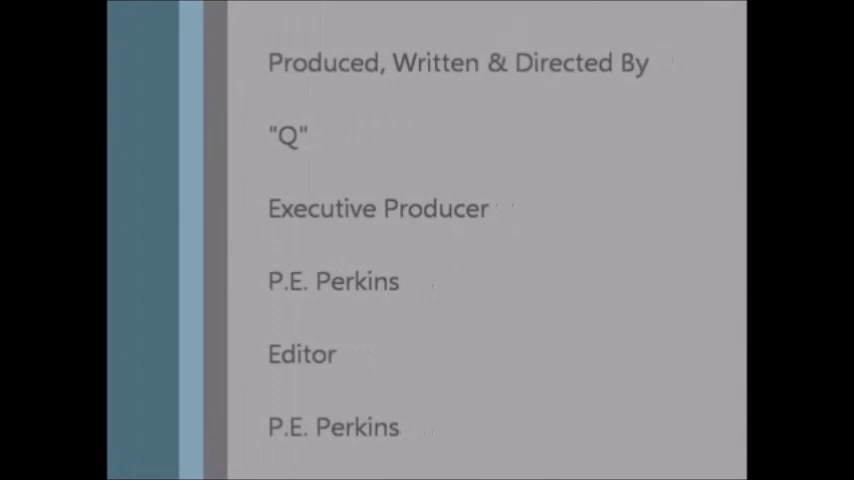 Produced, Written & Directed By
"Q"
Executive Producer
P.E. Perkins
Editor
P.E. Perkins